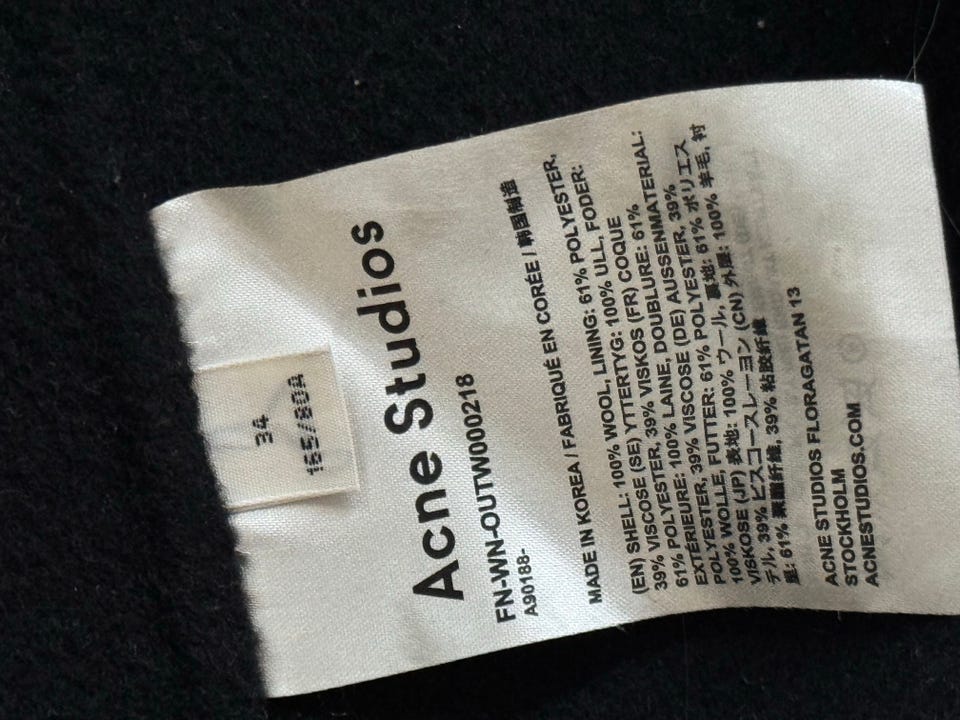 34
165/80A
Acne Studios
FN-WN-OUTW000218
A90188-
MADE IN KOREA / FABRIQUÉ EN CORÉE / 韩国制造
(EN) SHELL: 100% WOOL, LINING: 61% POLYESTER,
39% VISCOSE (SE) YTTERTYG: 100% ULL, FODER:
61% POLYESTER, 39% VISKOS (FR) COQUE
EXTÉRIEURE: 100% LAINE, DOUBLURE: 61%
POLYESTER, 39% VISCOSE (DE) AUSSENMATERIAL:
100% WOLLE, FUTTER: 61% POLYESTER, 39%
VISKOSE (JP) 表地: 100% ウール, 裏地: 61% ポリエス
テル, 39% ビスコースレーヨン (CN) 外层: 100% 羊毛, 衬
里: 61% 聚酯纤维, 39% 粘胶纤维
ACNE STUDIOS FLORAGATAN 13
STOCKHOLM
ACNESTUDIOS.COM